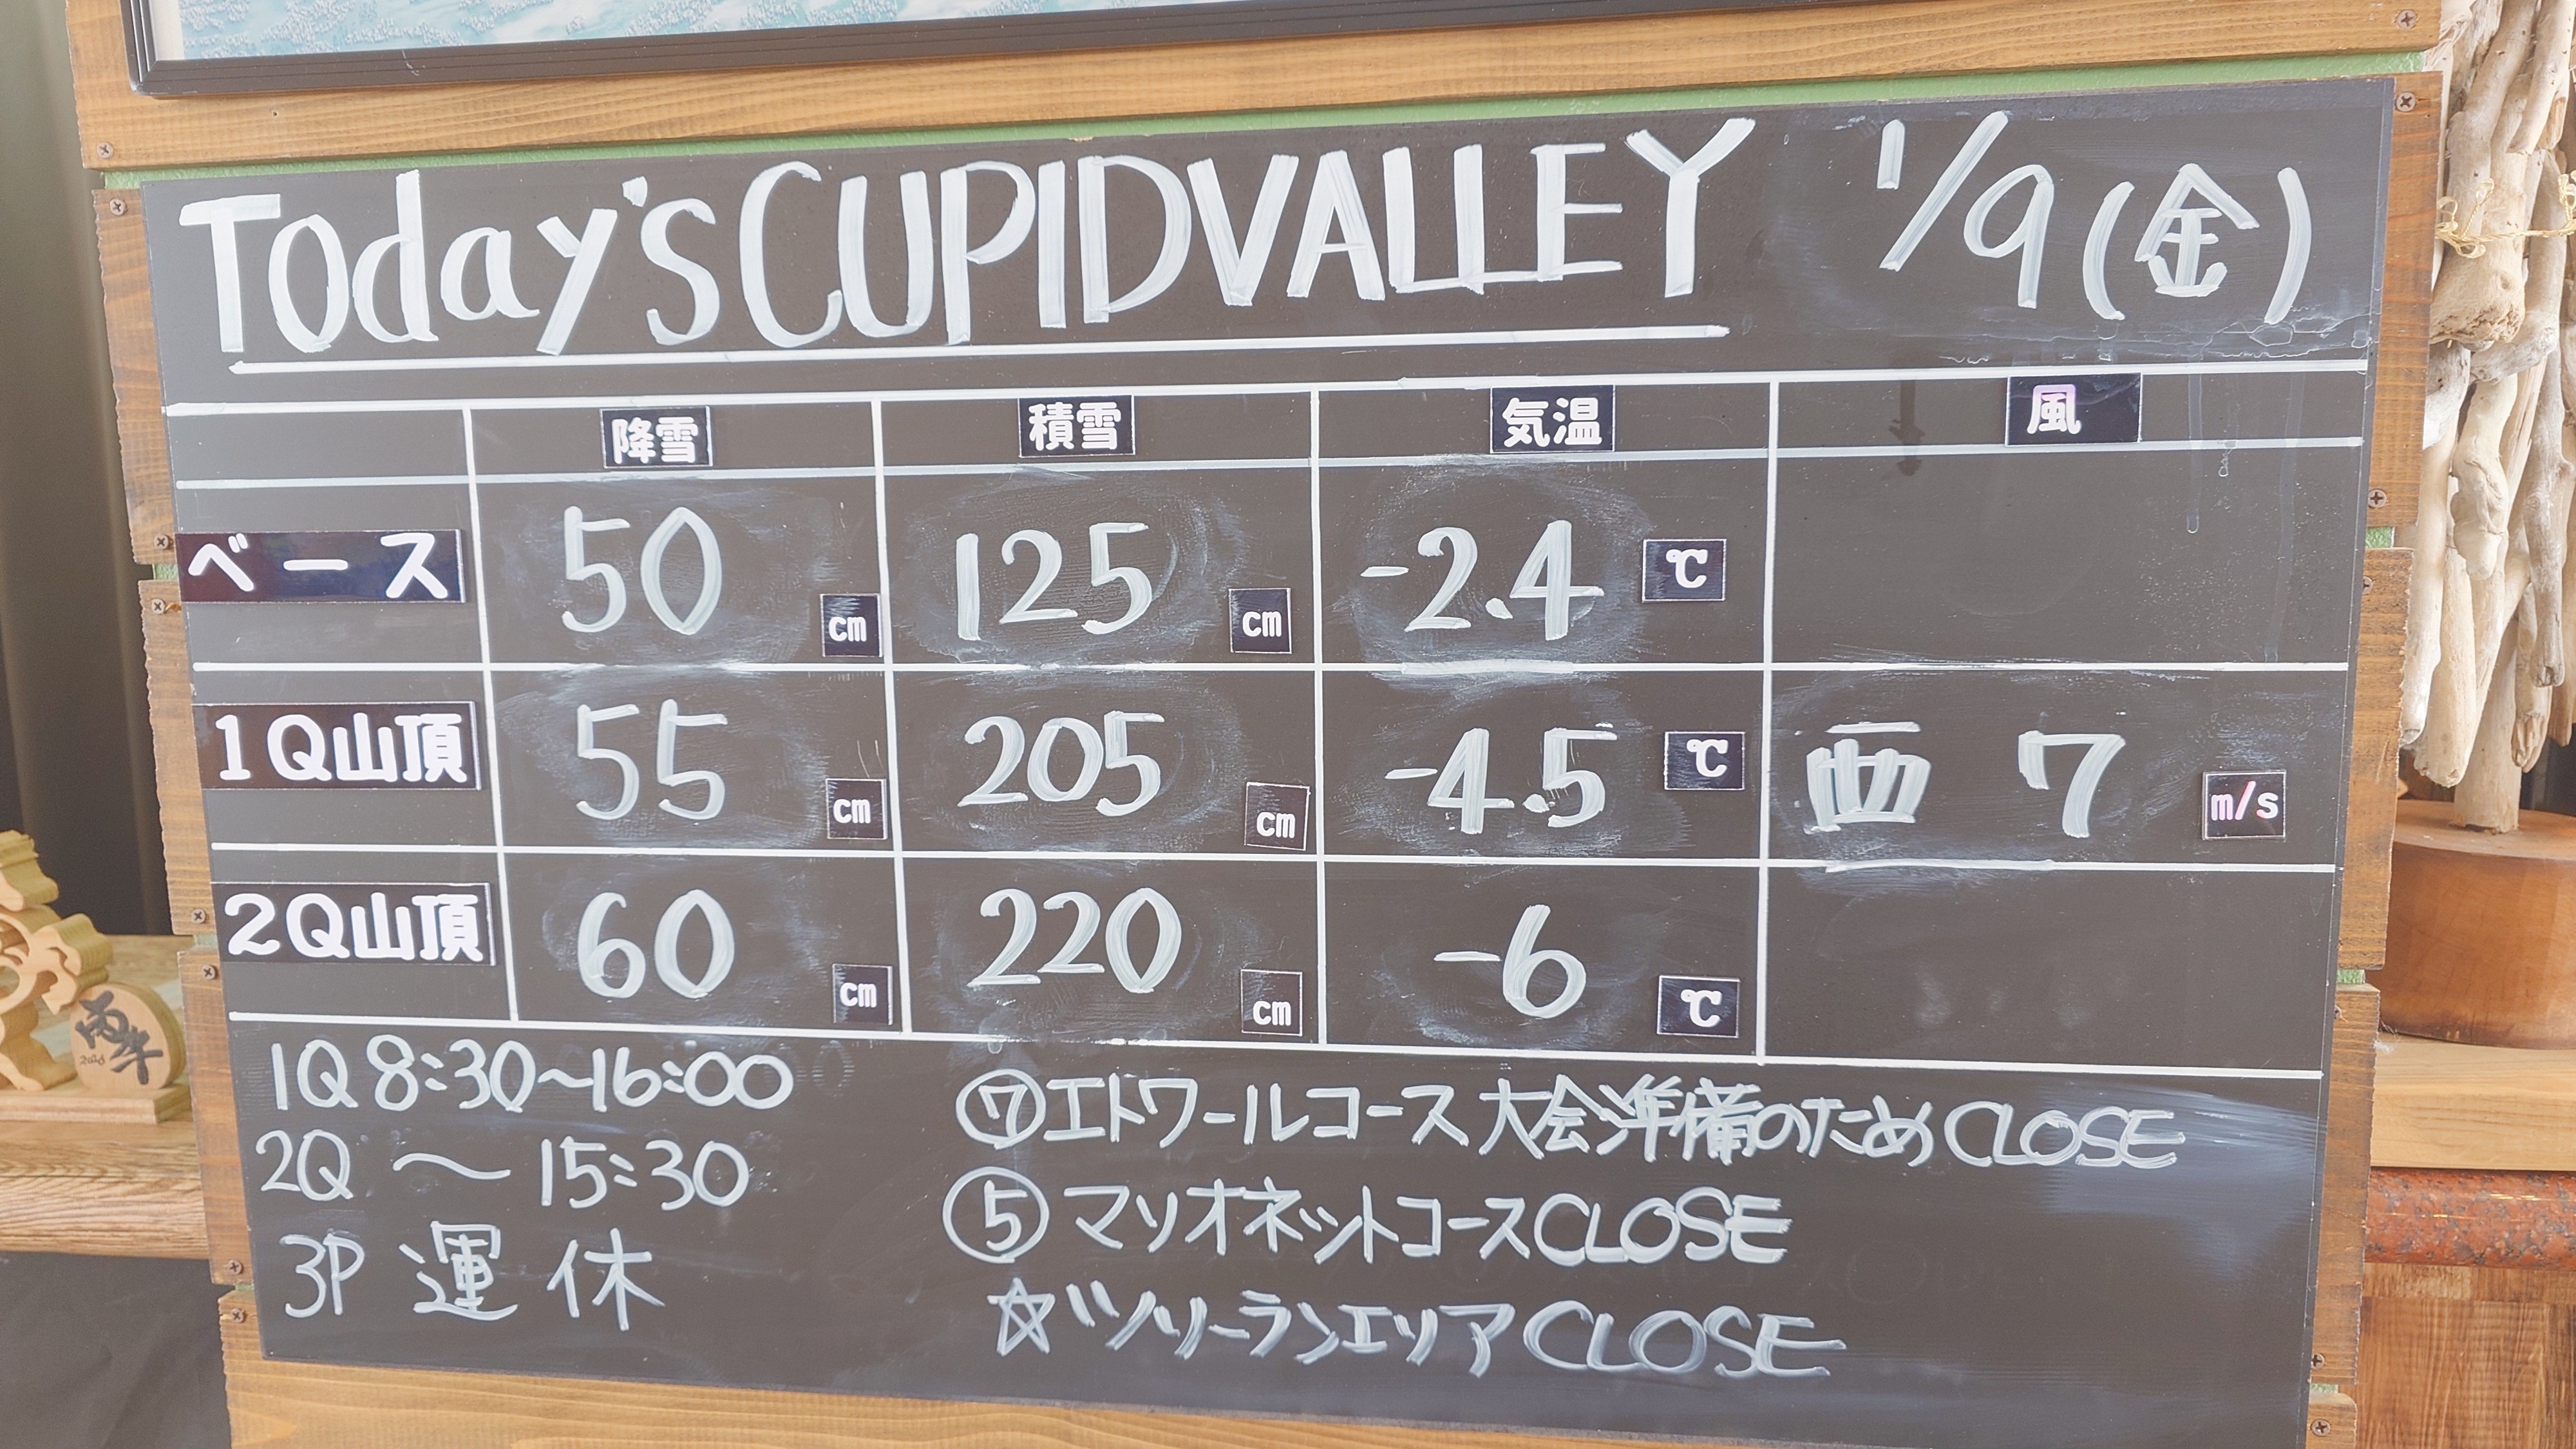 Today's CUPIDVALLEY 1/9(金)
降雪 積雪 気温 風
ベース 50 cm 125 cm -2.4 ℃
1Q山頂 55 cm 205 cm -4.5 ℃ 西 7 m/s
2Q山頂 60 cm 220 cm -6 ℃
1Q 8:30~16:00
2Q ~15:30
3P 運休
⑦エトワールコース 大会準備のためCLOSE
⑤マリオネットコースCLOSE
☆ツリーランエリアCLOSE
2026
午